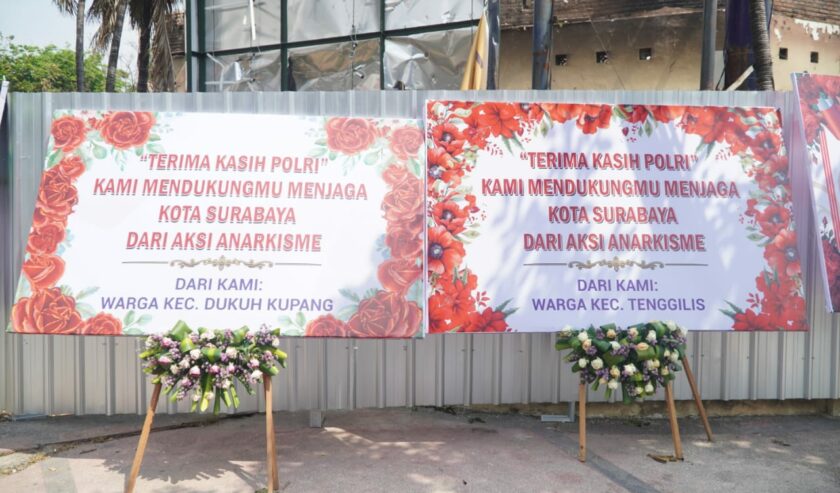 "TERIMA KASIH POLRI"
KAMI MENDUKUNGMU MENJAGA
KOTA SURABAYA
DARI AKSI ANARKISME
DARI KAMI:
WARGA KEC. DUKUH KUPANG
"TERIMA KASIH POLRI"
KAMI MENDUKUNGMU MENJAGA
KOTA SURABAYA
DARI AKSI ANARKISME
DARI KAMI:
WARGA KEC. TENGGILIS